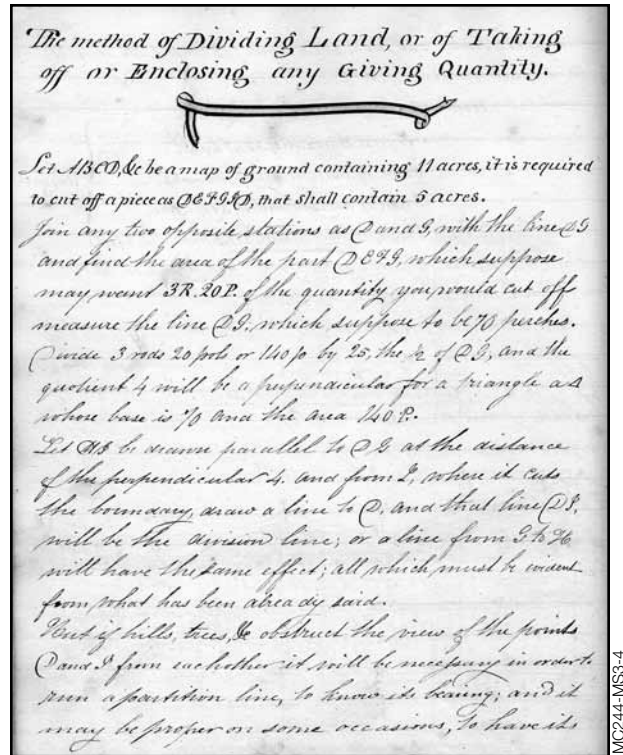 The method of Dividing Land, or of Taking
off or Enclosing any Giving Quantity.
Let ABCD, &c be a map of ground containing 11 acres, it is required
to cut off a piece as DEFGID, that shall contain 5 acres.
Join any two opposite stations as D and G, with the line DG
and find the area of the part DEFG, which suppose
may want 3R. 20P. of the quantity you would cut off
measure the line DG, which suppose to be 70 perches.
Divide 3 rods 20 pols or 140 p by 25, the ½ of DG, and the
quotient 4 will be a perpendicular for a triangle
whose base is 70 and the area 140 P.
Let HI be drawn parallel to DG at the distance
of the perpendicular 4. and from I, where it cuts
the boundary, draw a line to D, and that line DI,
will be the division line; or a line from G to H
will have the same effect; all which must be evident
from what has been already said.
But if hills, trees, &c obstruct the view of the points
D and I from each other it will be necessary in order to
run a partition line, to know its bearing; and it
may be proper on some occasions, to have its
MC244-MS3-4